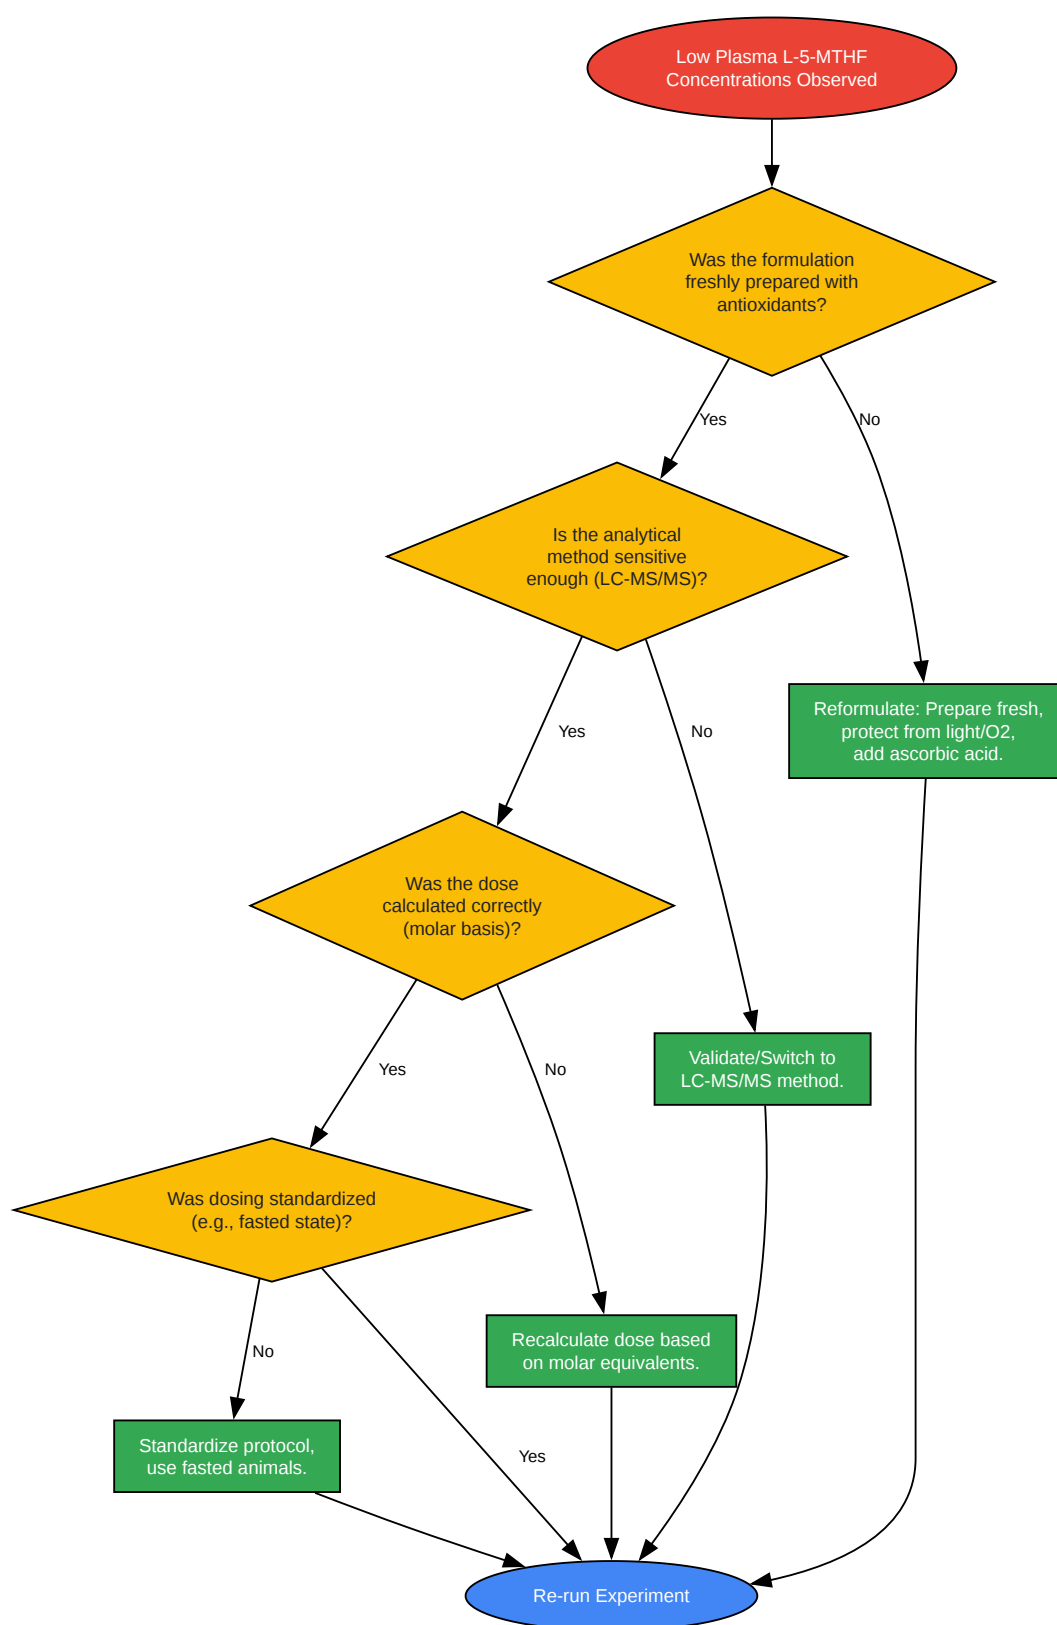 Low Plasma L-5-MTHF
Concentrations Observed
Was the formulation
freshly prepared with
antioxidants?
Yes
No
Is the analytical
method sensitive
enough (LC-MS/MS)?
Yes
No
Reformulate: Prepare fresh,
protect from light/O2,
add ascorbic acid.
Was the dose
calculated correctly
(molar basis)?
Yes
No
Validate/Switch to
LC-MS/MS method.
Was dosing standardized
(e.g., fasted state)?
No
Yes
Recalculate dose based
on molar equivalents.
Standardize protocol,
use fasted animals.
Re-run Experiment